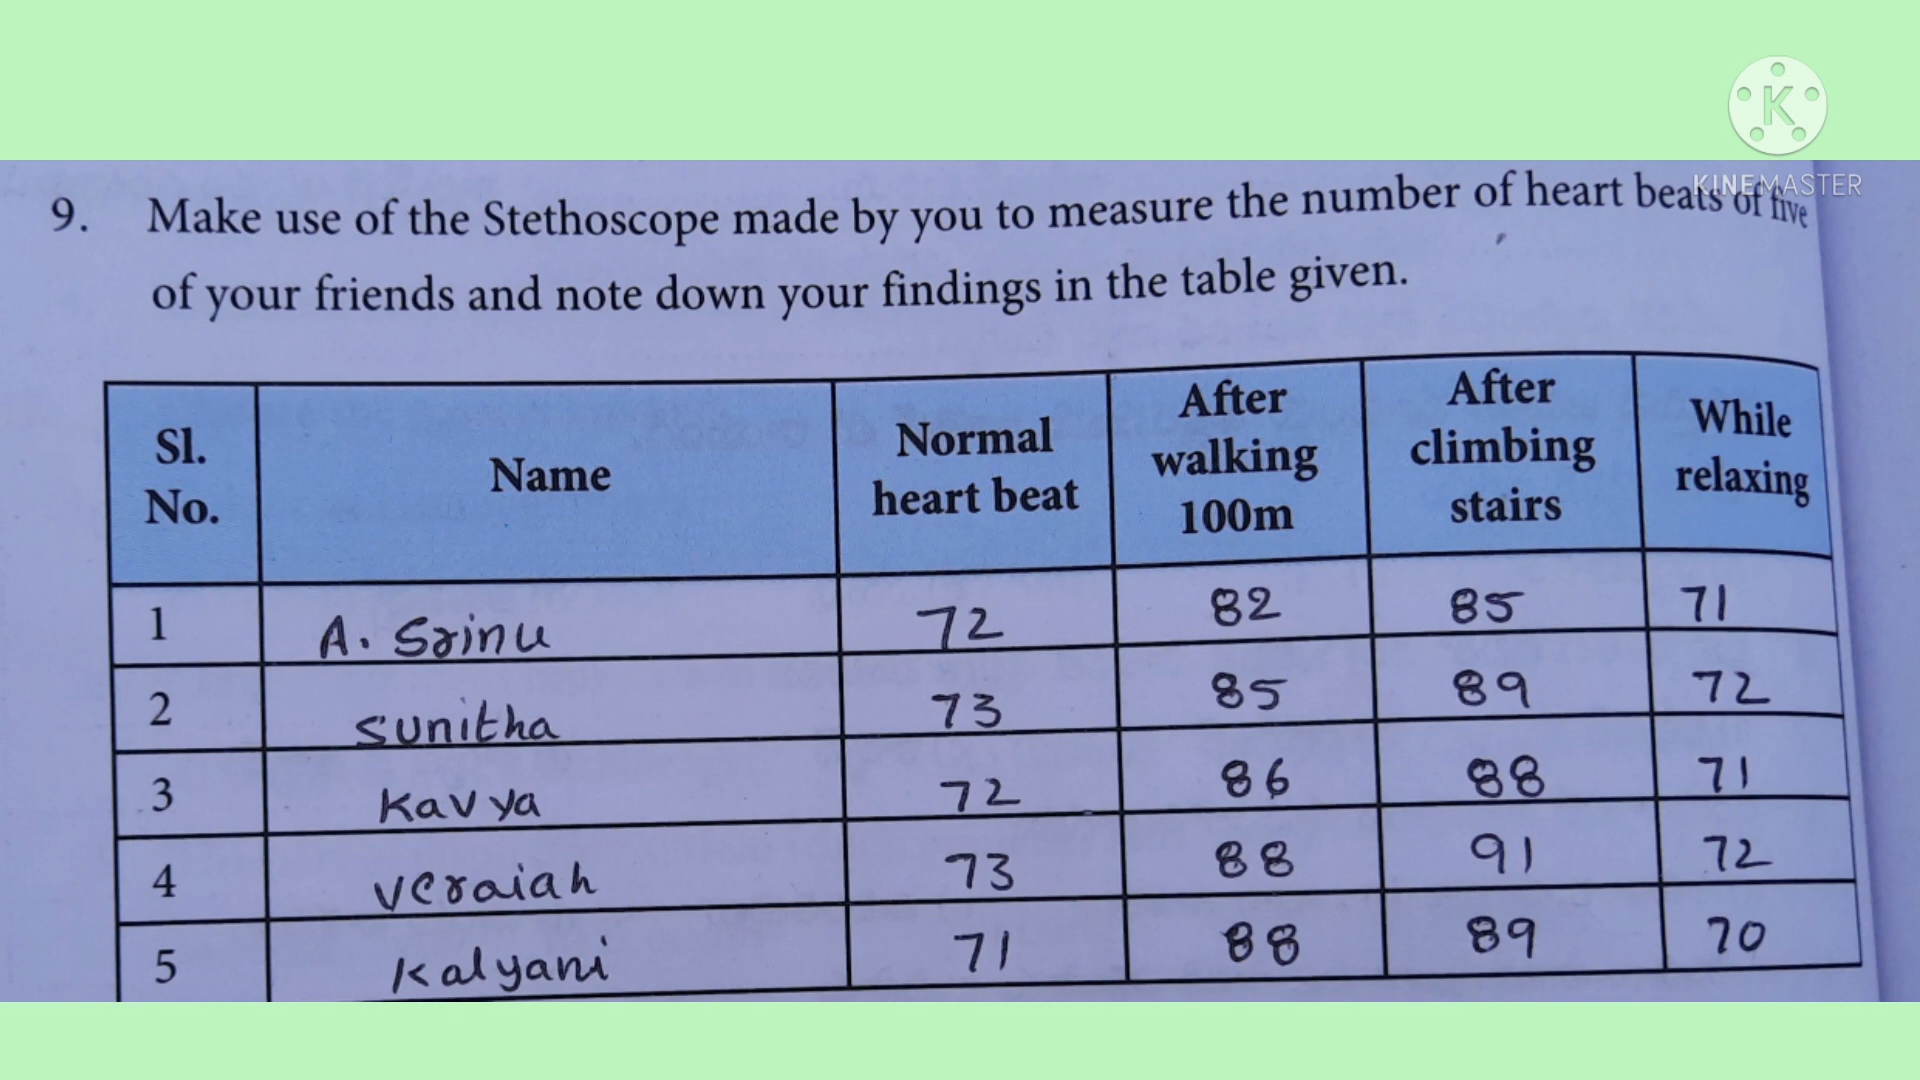 K
KINEMASTER
9. Make use of the Stethoscope made by you to measure the number of heart beats of five
of your friends and note down your findings in the table given.
Sl. No. Name Normal heart beat After walking 100m After climbing stairs While relaxing
1 A. Srinu 72 82 85 71
2 Sunitha 73 85 89 72
3 Kavya 72 86 88 71
4 Veraiah 73 88 91 72
5 Kalyani 71 88 89 70